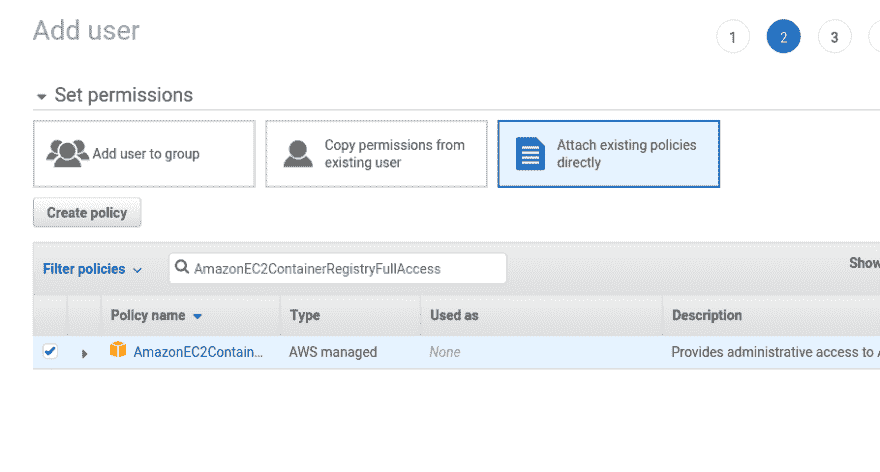 Add user
1 2 3
Set permissions
Add user to group
Copy permissions from
existing user
Attach existing policies
directly
Create policy
Filter policies
AmazonEC2ContainerRegistryFullAccess
Show
Policy name Type Used as Description
AmazonEC2Contain... AWS managed None Provides administrative access to A